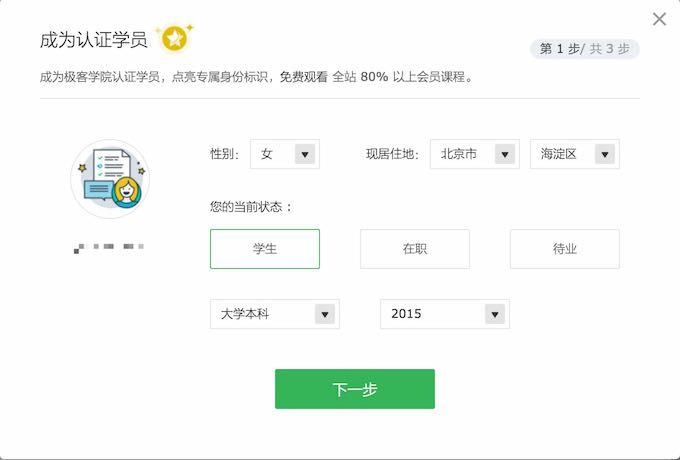 成为认证学员
第 1 步/ 共 3 步
成为极客学院认证学员，点亮专属身份标识，免费观看 全站 80% 以上会员课程。
性别： 女 现居住地： 北京市 海淀区
您的当前状态：
学生 在职 待业
大学本科 2015
下一步